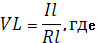 VL = Il / Rl, где